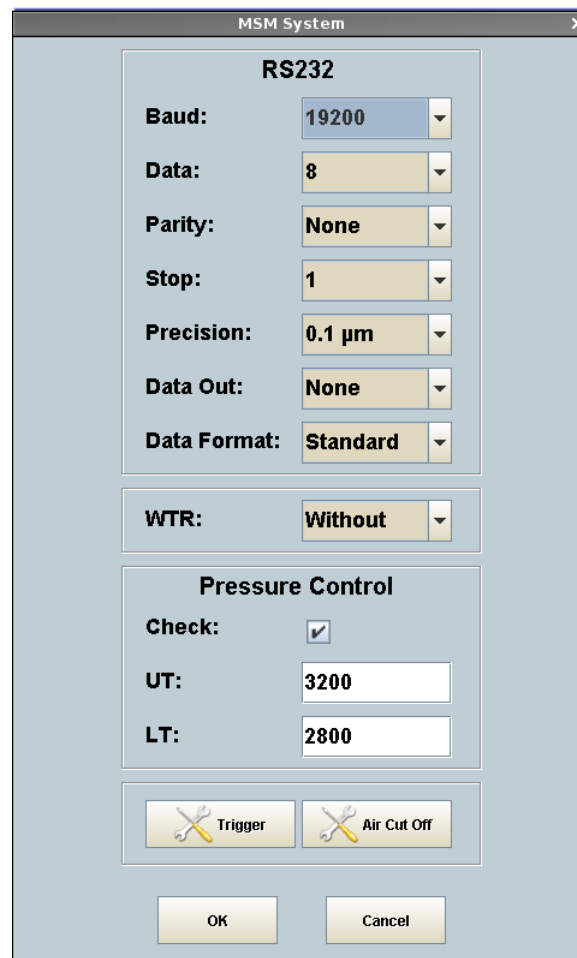 MSM System
RS232
Baud: 19200
Data: 8
Parity: None
Stop: 1
Precision: 0.1 µm
Data Out: None
Data Format: Standard
WTR: Without
Pressure Control
Check:
UT: 3200
LT: 2800
Trigger Air Cut Off
OK Cancel